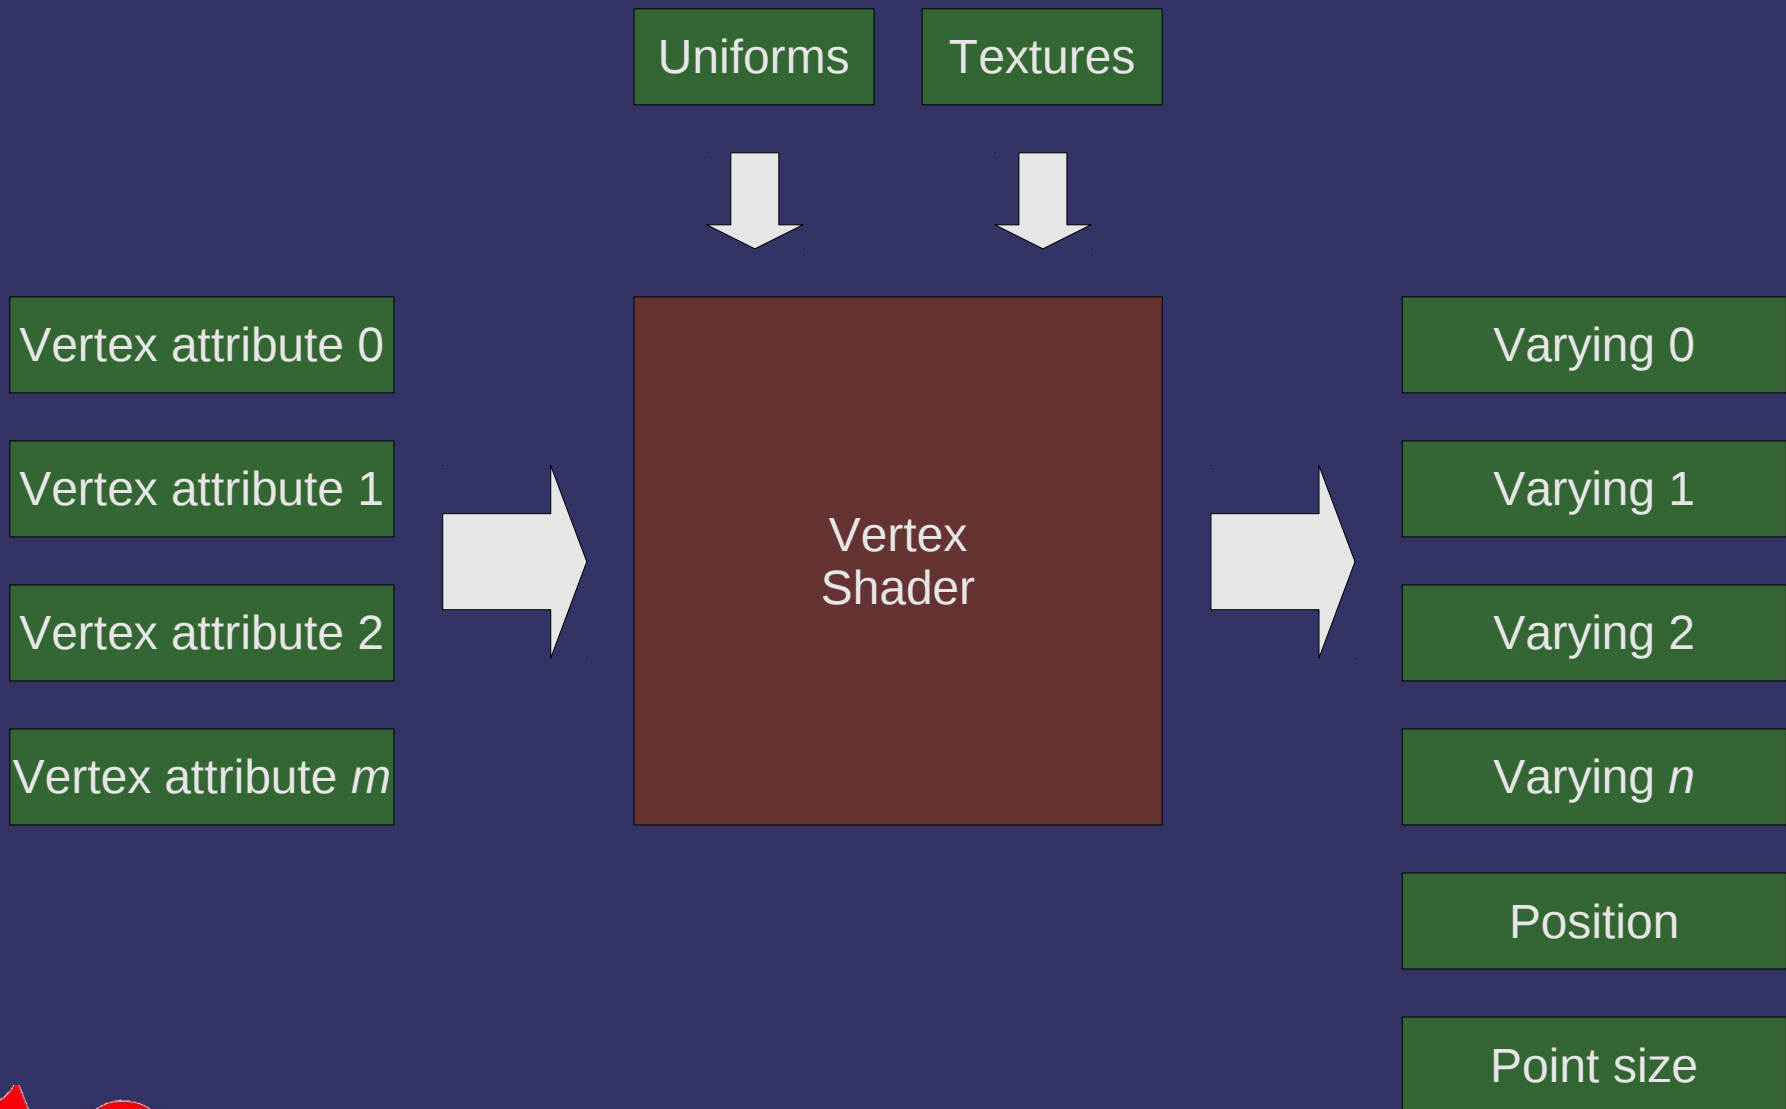 Uniforms
Textures
Vertex attribute 0
Vertex attribute 1
Vertex attribute 2
Vertex attribute m
Vertex
Shader
Varying 0
Varying 1
Varying 2
Varying n
Position
Point size